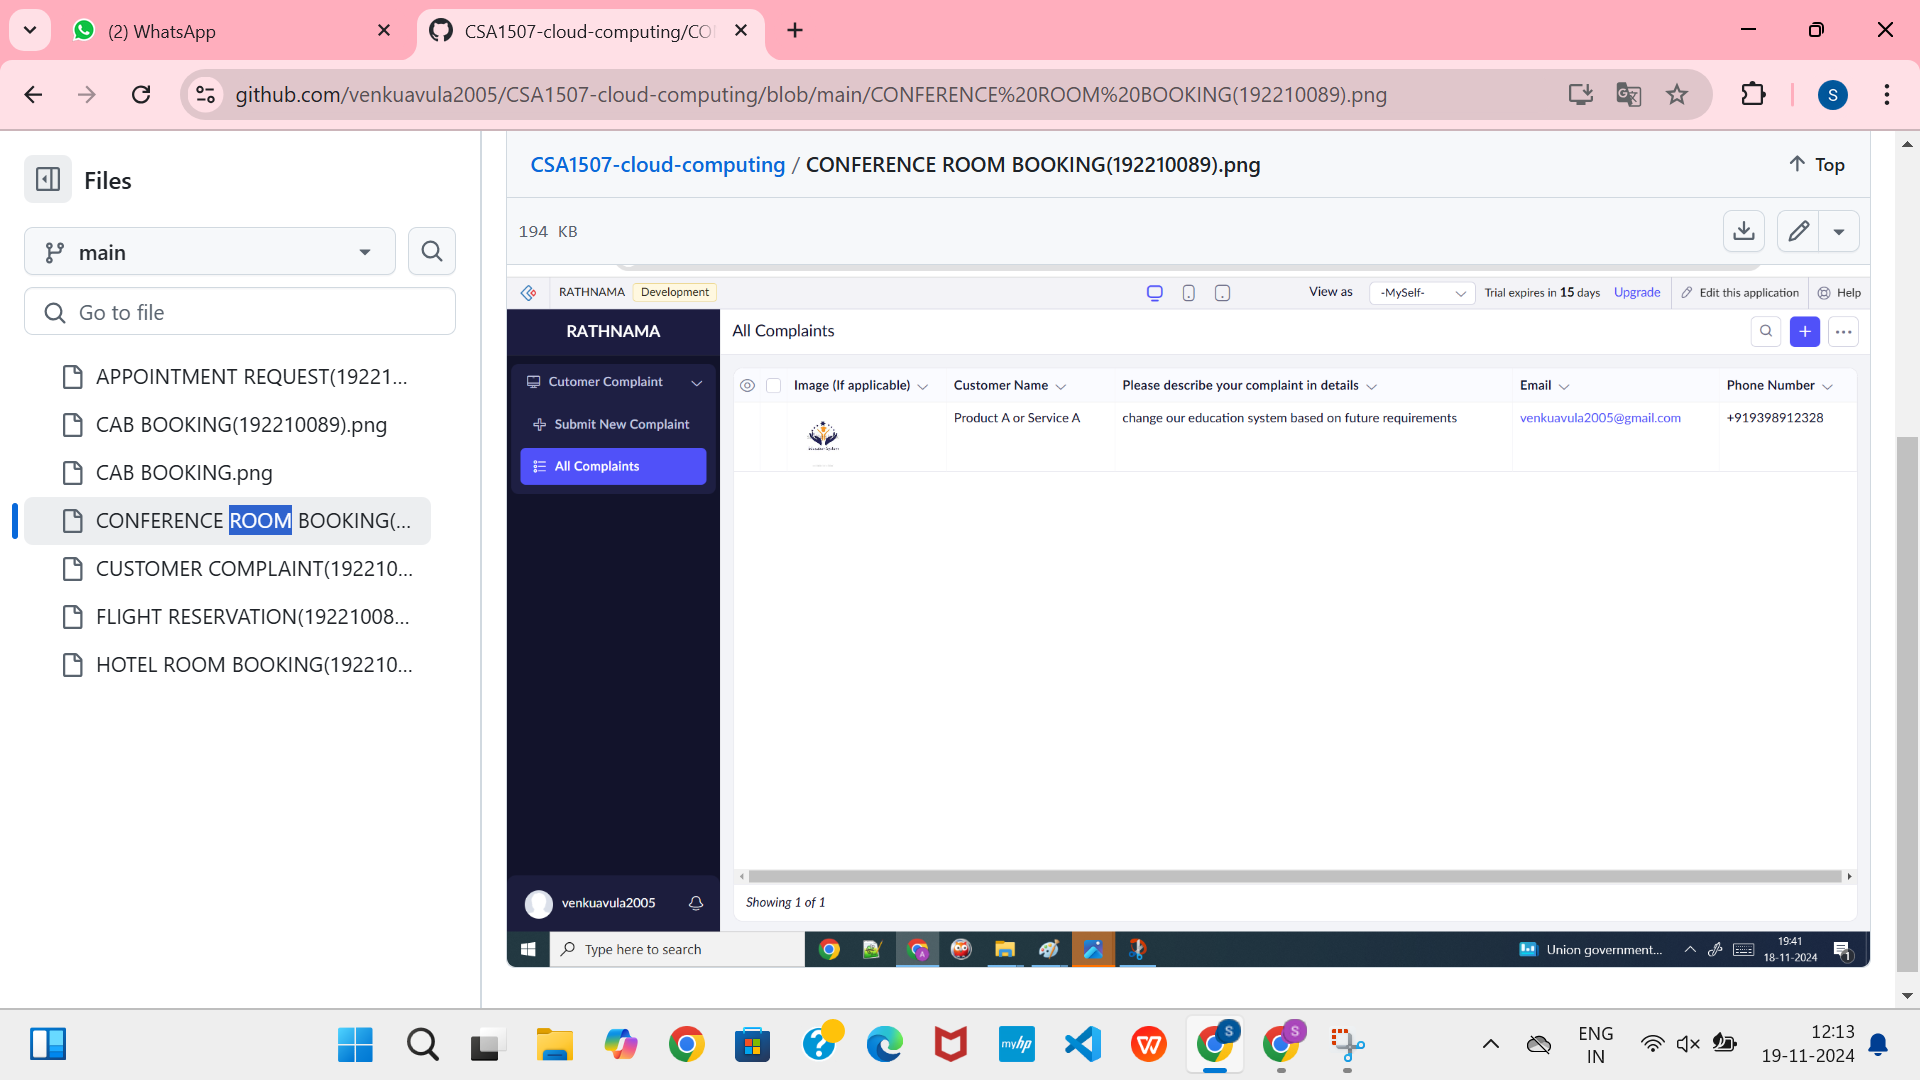 (2) WhatsApp
CSA1507-cloud-computing/CO
github.com/venkuavula2005/CSA1507-cloud-computing/blob/main/CONFERENCE%20ROOM%20BOOKING(192210089).png
S
Files
main
Go to file
APPOINTMENT REQUEST(19221...
CAB BOOKING(192210089).png
CAB BOOKING.png
CONFERENCE ROOM BOOKING(...
CUSTOMER COMPLAINT(192210...
FLIGHT RESERVATION(19221008...
HOTEL ROOM BOOKING(192210...
CSA1507-cloud-computing / CONFERENCE ROOM BOOKING(192210089).png
Top
194 KB
RATHNAMA Development
View as -MySelf- Trial expires in 15 days Upgrade Edit this application Help
RATHNAMA
Cutomer Complaint
Submit New Complaint
All Complaints
venkuavula2005
All Complaints
Image (If applicable) Customer Name Please describe your complaint in details Email Phone Number
Product A or Service A change our education system based on future requirements venkuavula2005@gmail.com +919398912328
Showing 1 of 1
Type here to search
Union government...
19:41
18-11-2024
1
myhp
S
S
ENG
IN
12:13
19-11-2024